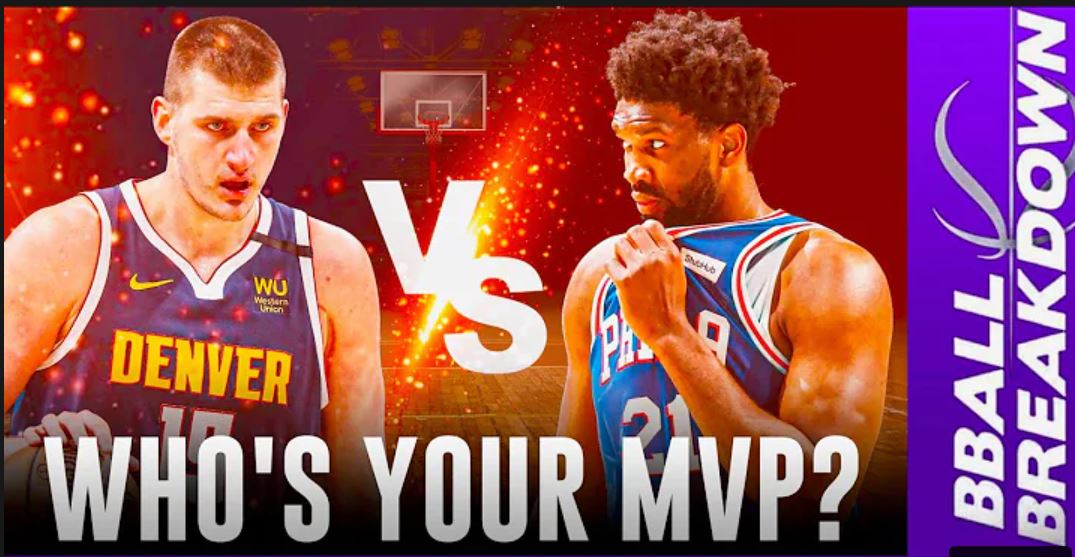 VS
WU
Western
Union
DENVER
StubHub
21
WHO'S YOUR MVP?
BBALL
BREAKDOWN